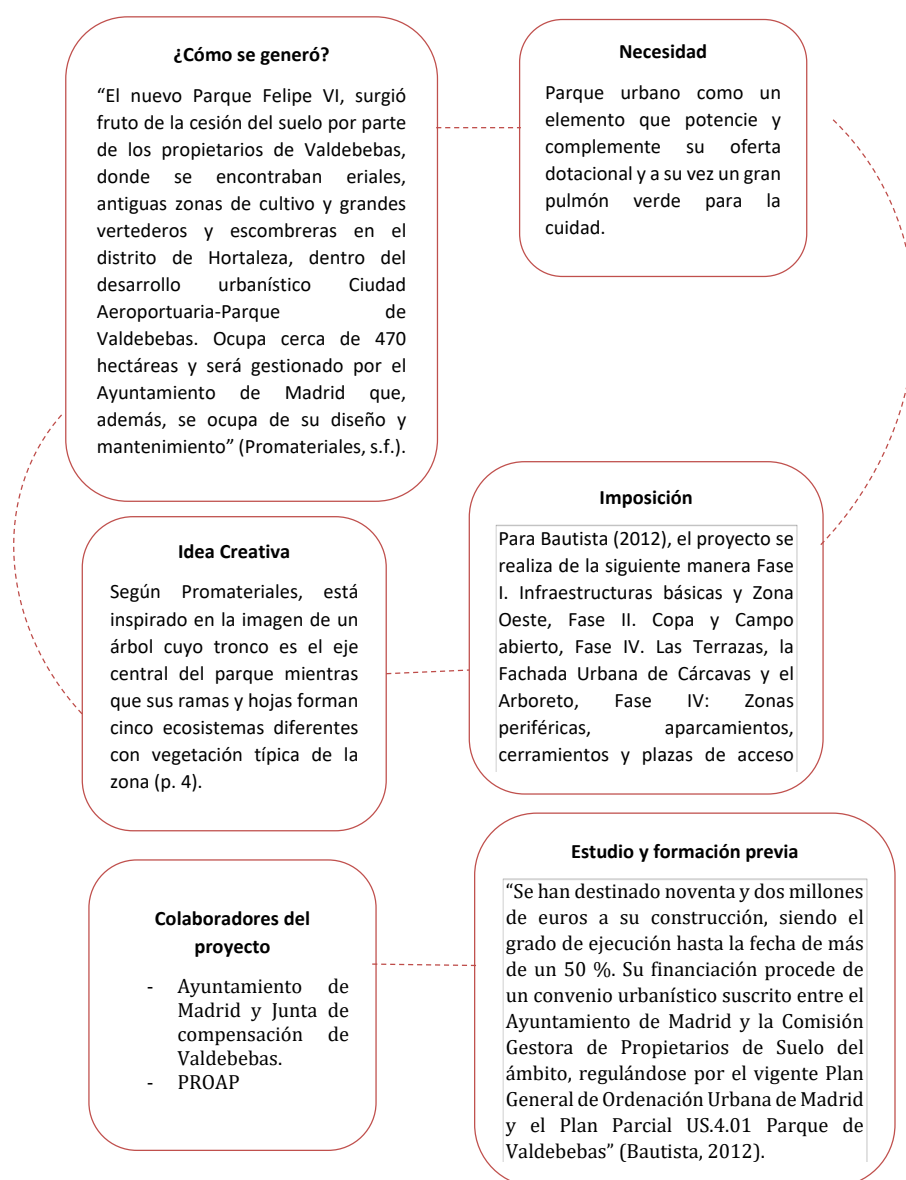 ¿Cómo se generó?
“El nuevo Parque Felipe VI, surgió
fruto de la cesión del suelo por parte
de los propietarios de Valdebebas,
donde se encontraban eriales,
antiguas zonas de cultivo y grandes
vertederos y escombreras en el
distrito de Hortaleza, dentro del
desarrollo urbanístico Ciudad
Aeroportuaria-Parque de
Valdebebas. Ocupa cerca de 470
hectáreas y será gestionado por el
Ayuntamiento de Madrid que,
además, se ocupa de su diseño y
mantenimiento” (Promateriales, s.f.).
Necesidad
Parque urbano como un
elemento que potencie y
complemente su oferta
dotacional y a su vez un gran
pulmón verde para la
cuidad.
Idea Creativa
Según Promateriales, está
inspirado en la imagen de un
árbol cuyo tronco es el eje
central del parque mientras
que sus ramas y hojas forman
cinco ecosistemas diferentes
con vegetación típica de la
zona (p. 4).
Imposición
Para Bautista (2012), el proyecto se
realiza de la siguiente manera Fase
I. Infraestructuras básicas y Zona
Oeste, Fase II. Copa y Campo
abierto, Fase IV. Las Terrazas, la
Fachada Urbana de Cárcavas y el
Arboreto, Fase IV: Zonas
periféricas, aparcamientos,
cerramientos y plazas de acceso
Colaboradores del
proyecto
- Ayuntamiento de
Madrid y Junta de
compensación de
Valdebebas.
- PROAP
Estudio y formación previa
“Se han destinado noventa y dos millones
de euros a su construcción, siendo el
grado de ejecución hasta la fecha de más
de un 50 %. Su financiación procede de
un convenio urbanístico suscrito entre el
Ayuntamiento de Madrid y la Comisión
Gestora de Propietarios de Suelo del
ámbito, regulándose por el vigente Plan
General de Ordenación Urbana de Madrid
y el Plan Parcial US.4.01 Parque de
Valdebebas” (Bautista, 2012).